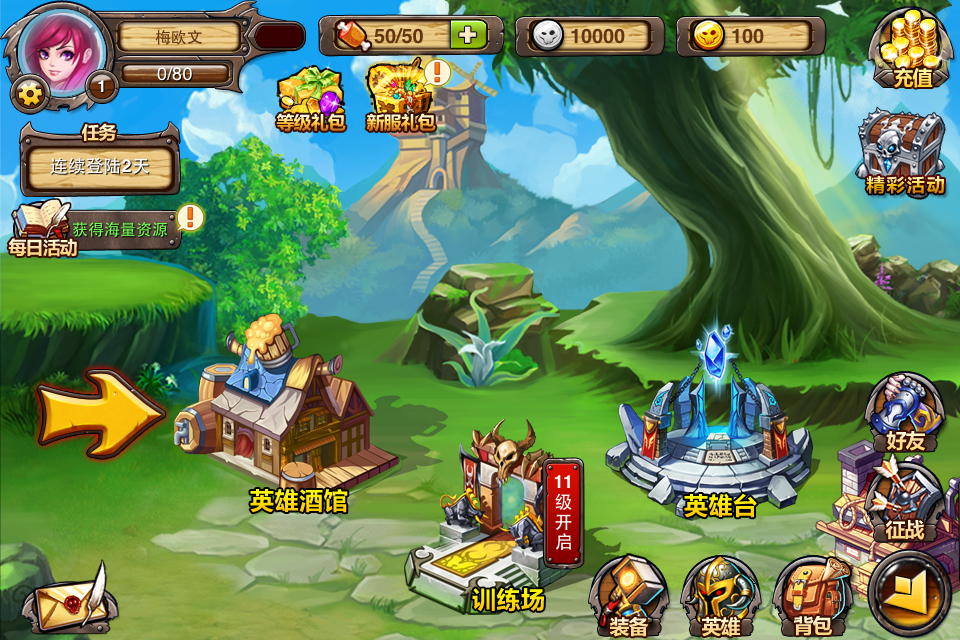 梅欧文
0/80
1
50/50
10000
100
充值
等级礼包
新服礼包
任务
连续登陆2天
精彩活动
获得海量资源
每日活动
好友
英雄酒馆
11级开启
英雄台
征战
训练场
装备
英雄
背包